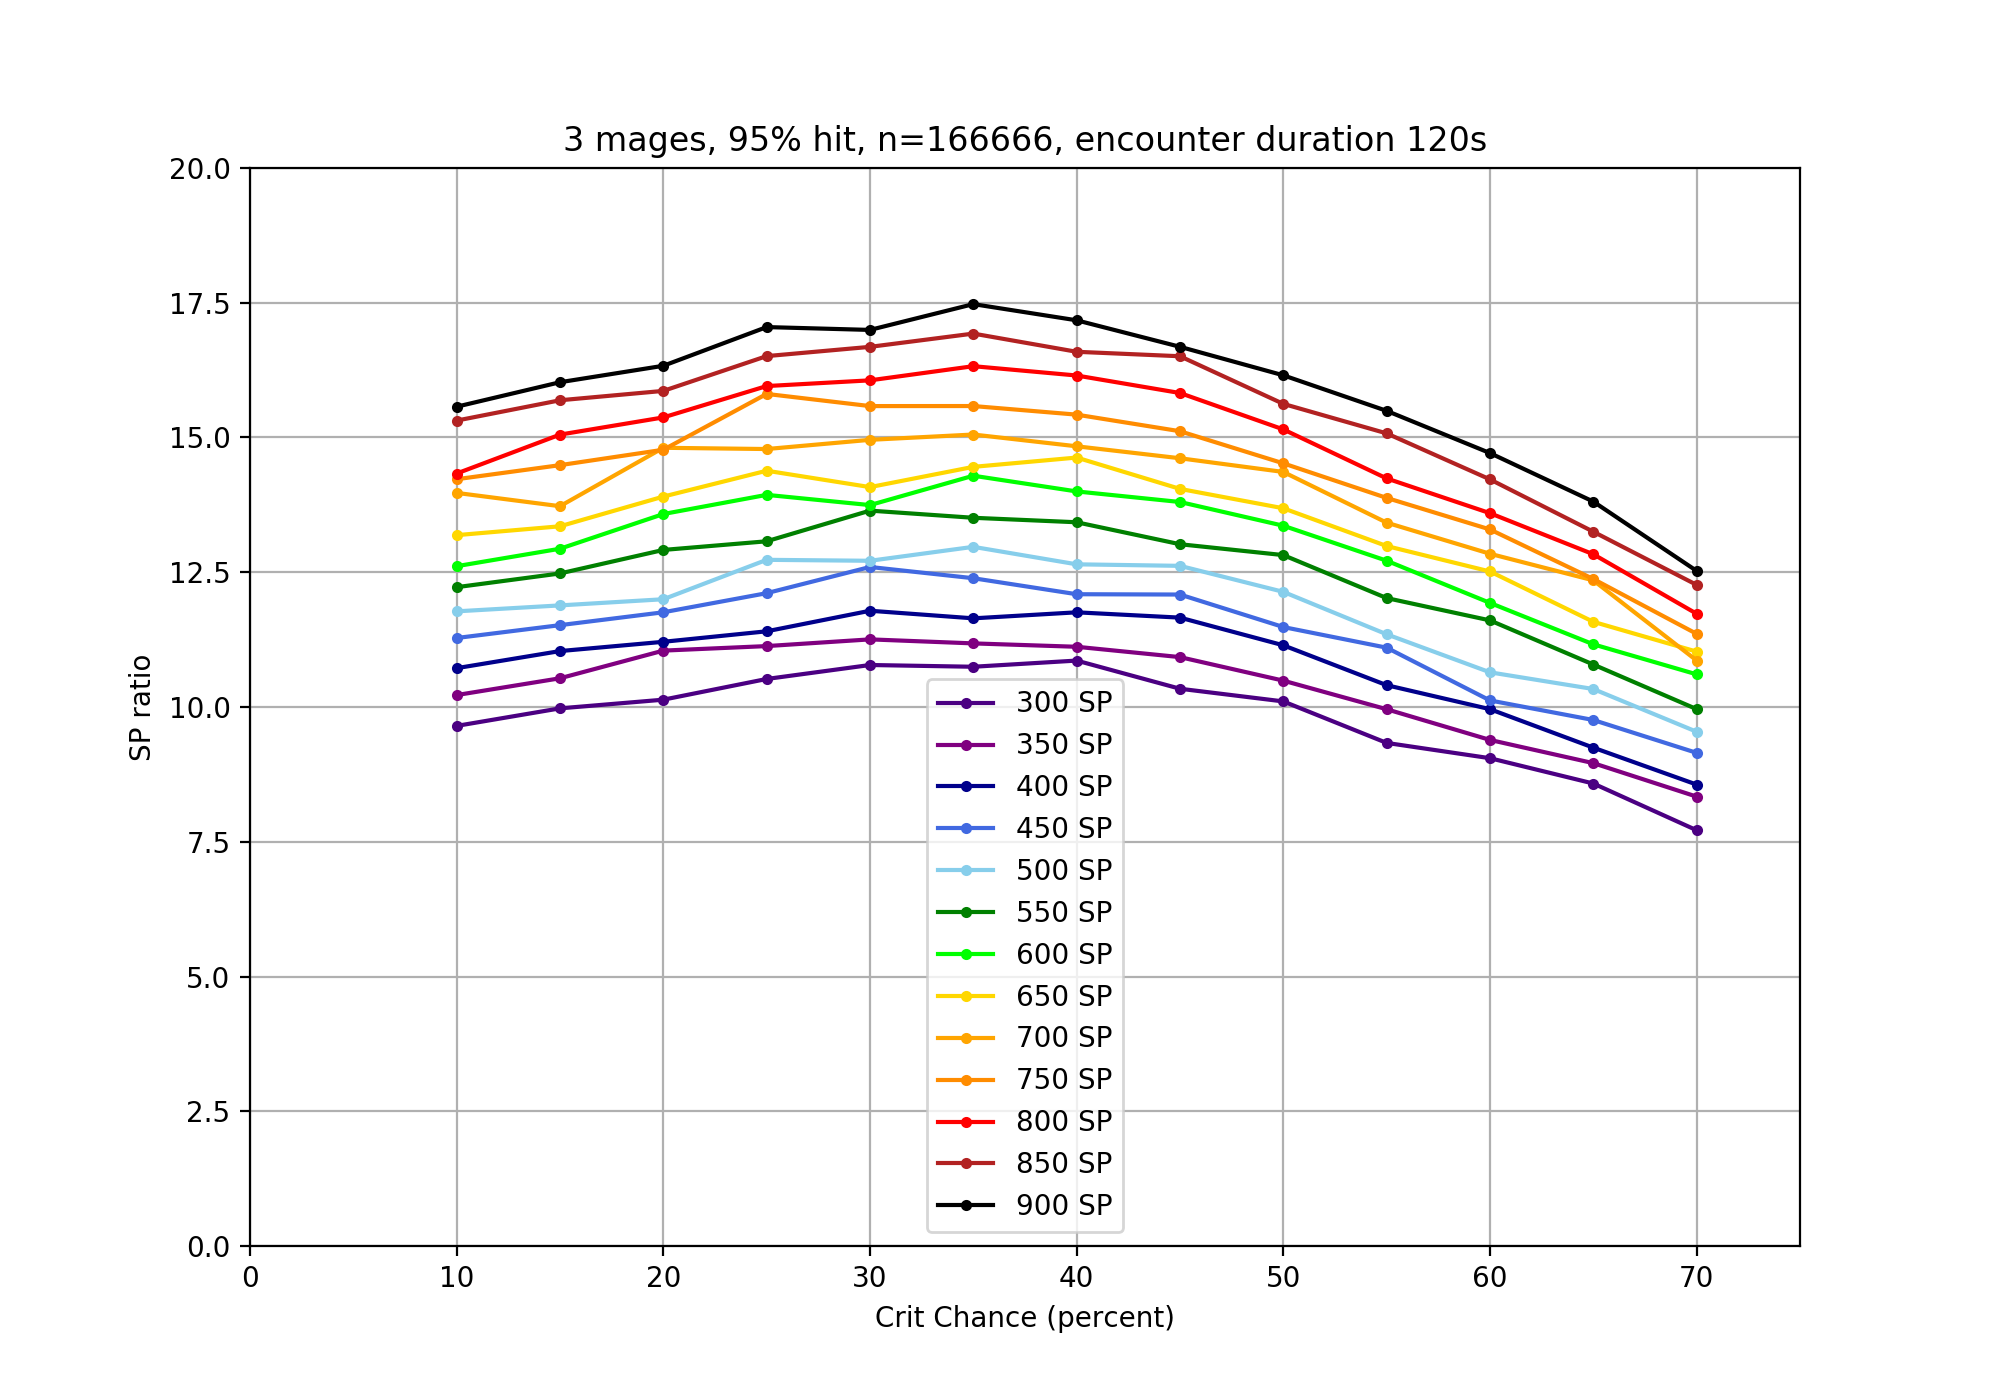 3 mages, 95% hit, n=166666, encounter duration 120s
20.0
17.5
15.0
12.5
10.0
7.5
5.0
2.5
0.0
SP ratio
300 SP
350 SP
400 SP
450 SP
500 SP
550 SP
600 SP
650 SP
700 SP
750 SP
800 SP
850 SP
900 SP
0 10 20 30 40 50 60 70
Crit Chance (percent)